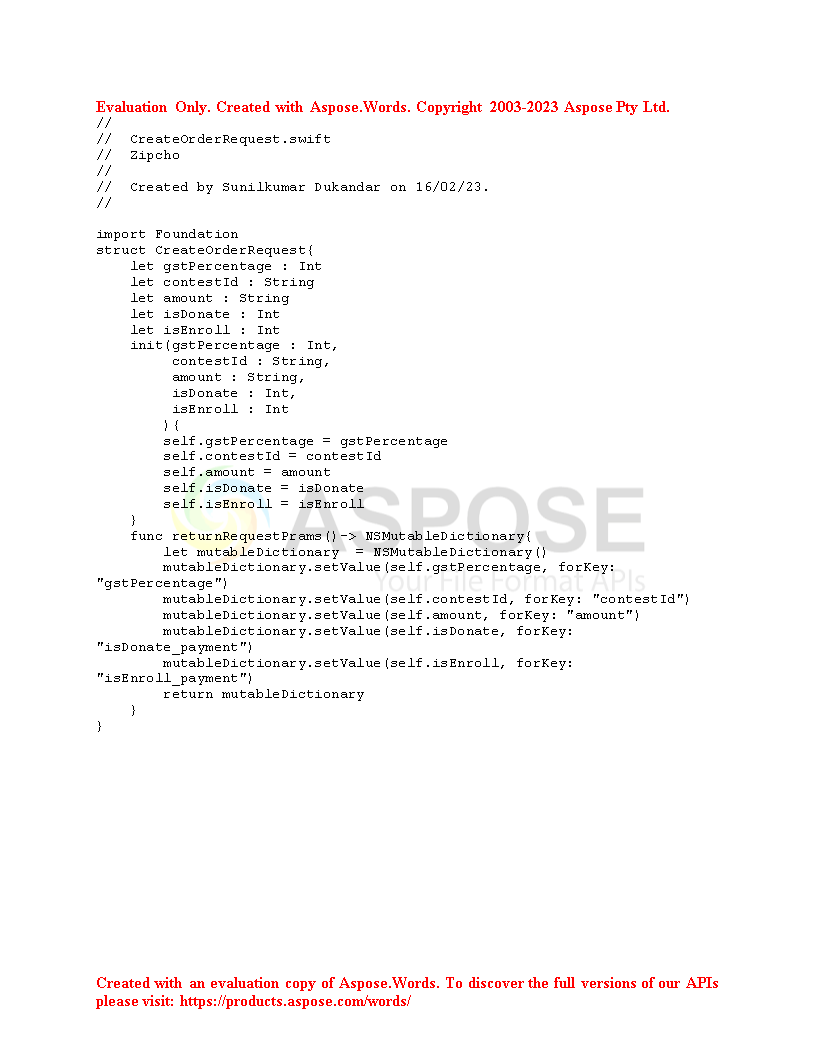 Evaluation Only. Created with Aspose.Words. Copyright 2003-2023 Aspose Pty Ltd.
//
//  CreateOrderRequest.swift
//  Zipcho
//
//  Created by Sunilkumar Dukandar on 16/02/23.
//

import Foundation
struct CreateOrderRequest{
    let gstPercentage : Int
    let contestId : String
    let amount : String
    let isDonate : Int
    let isEnroll : Int
    init(gstPercentage : Int,
         contestId : String,
         amount : String,
         isDonate : Int,
         isEnroll : Int
        ){
        self.gstPercentage = gstPercentage
        self.contestId = contestId
        self.amount = amount
        self.isDonate = isDonate
        self.isEnroll = isEnroll
    }
    func returnRequestPrams()-> NSMutableDictionary{
        let mutableDictionary  = NSMutableDictionary()
        mutableDictionary.setValue(self.gstPercentage, forKey:
"gstPercentage")
        mutableDictionary.setValue(self.contestId, forKey: "contestId")
        mutableDictionary.setValue(self.amount, forKey: "amount")
        mutableDictionary.setValue(self.isDonate, forKey:
"isDonate_payment")
        mutableDictionary.setValue(self.isEnroll, forKey:
"isEnroll_payment")
        return mutableDictionary
    }
}
ASPOSE
Your File Format APIs
Created with an evaluation copy of Aspose.Words. To discover the full versions of our APIs
please visit: https://products.aspose.com/words/